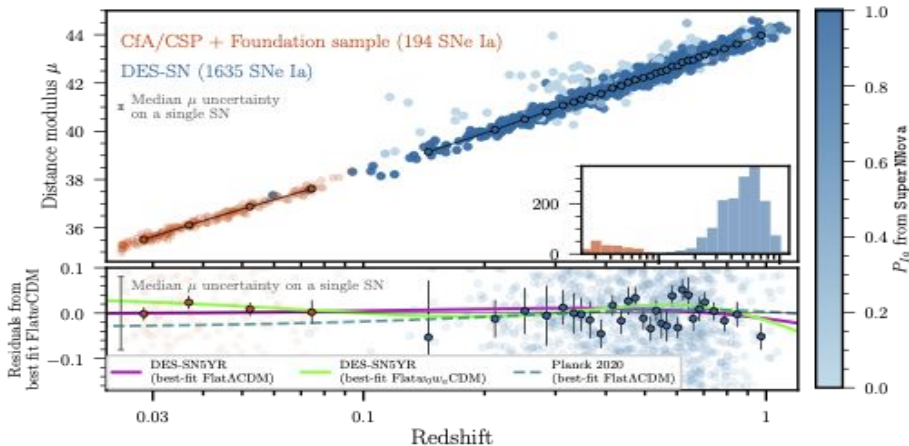 CfA/CSP + Foundation sample (194 SNe Ia)
DES-SN (1635 SNe Ia)
Median μ uncertainty
on a single SN
Distance modulus μ
44
42
40
38
36
200
0
Residuals from
best fit FlatwCDM
0.1
0.0
−0.1
Median μ uncertainty on a single SN
DES-SN5YR
(best-fit FlatΛCDM)
DES-SN5YR
(best-fit Flatw₀wₐCDM)
Planck 2020
(best-fit FlatΛCDM)
0.03
0.1
1
Redshift
1.0
0.8
0.6
0.4
0.2
0.0
P_Ia from SuperNNova